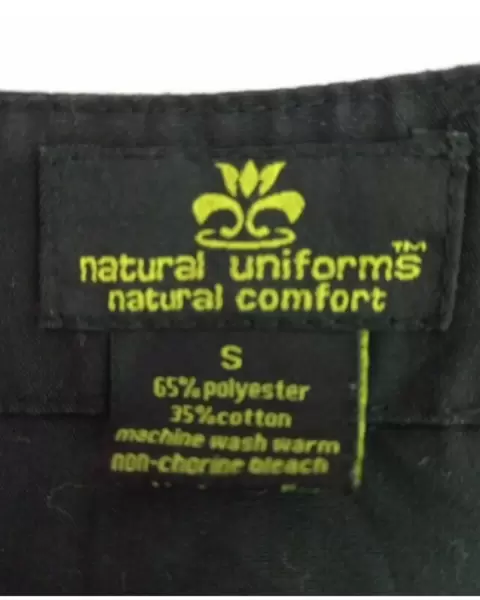 natural uniforms™
natural comfort
S
65% polyester
35% cotton
machine wash warm
non-chorine bleach